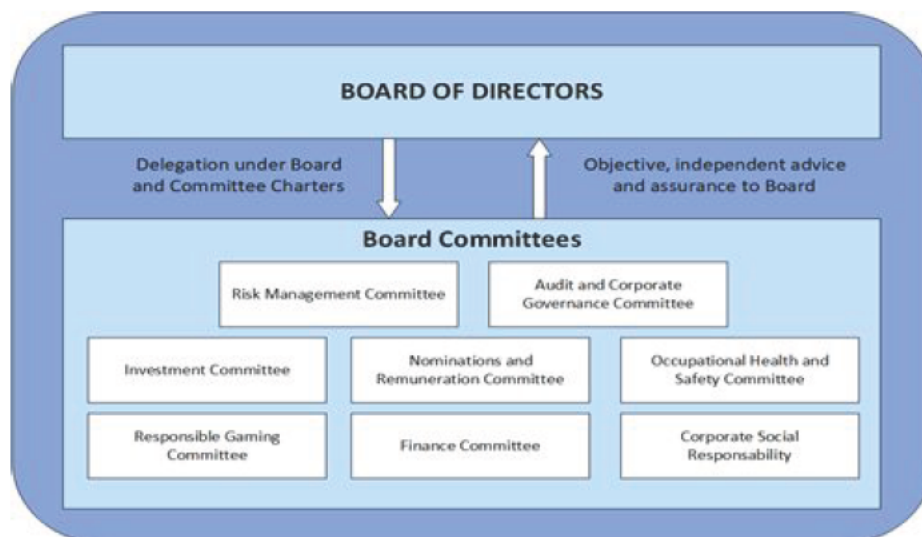 BOARD OF DIRECTORS
Delegation under Board
and Committee Charters
Objective, independent advice
and assurance to Board
Board Committees
Risk Management Committee
Audit and Corporate
Governance Committee
Investment Committee
Nominations and
Remuneration Committee
Occupational Health and
Safety Committee
Responsible Gaming
Committee
Finance Committee
Corporate Social
Responsability